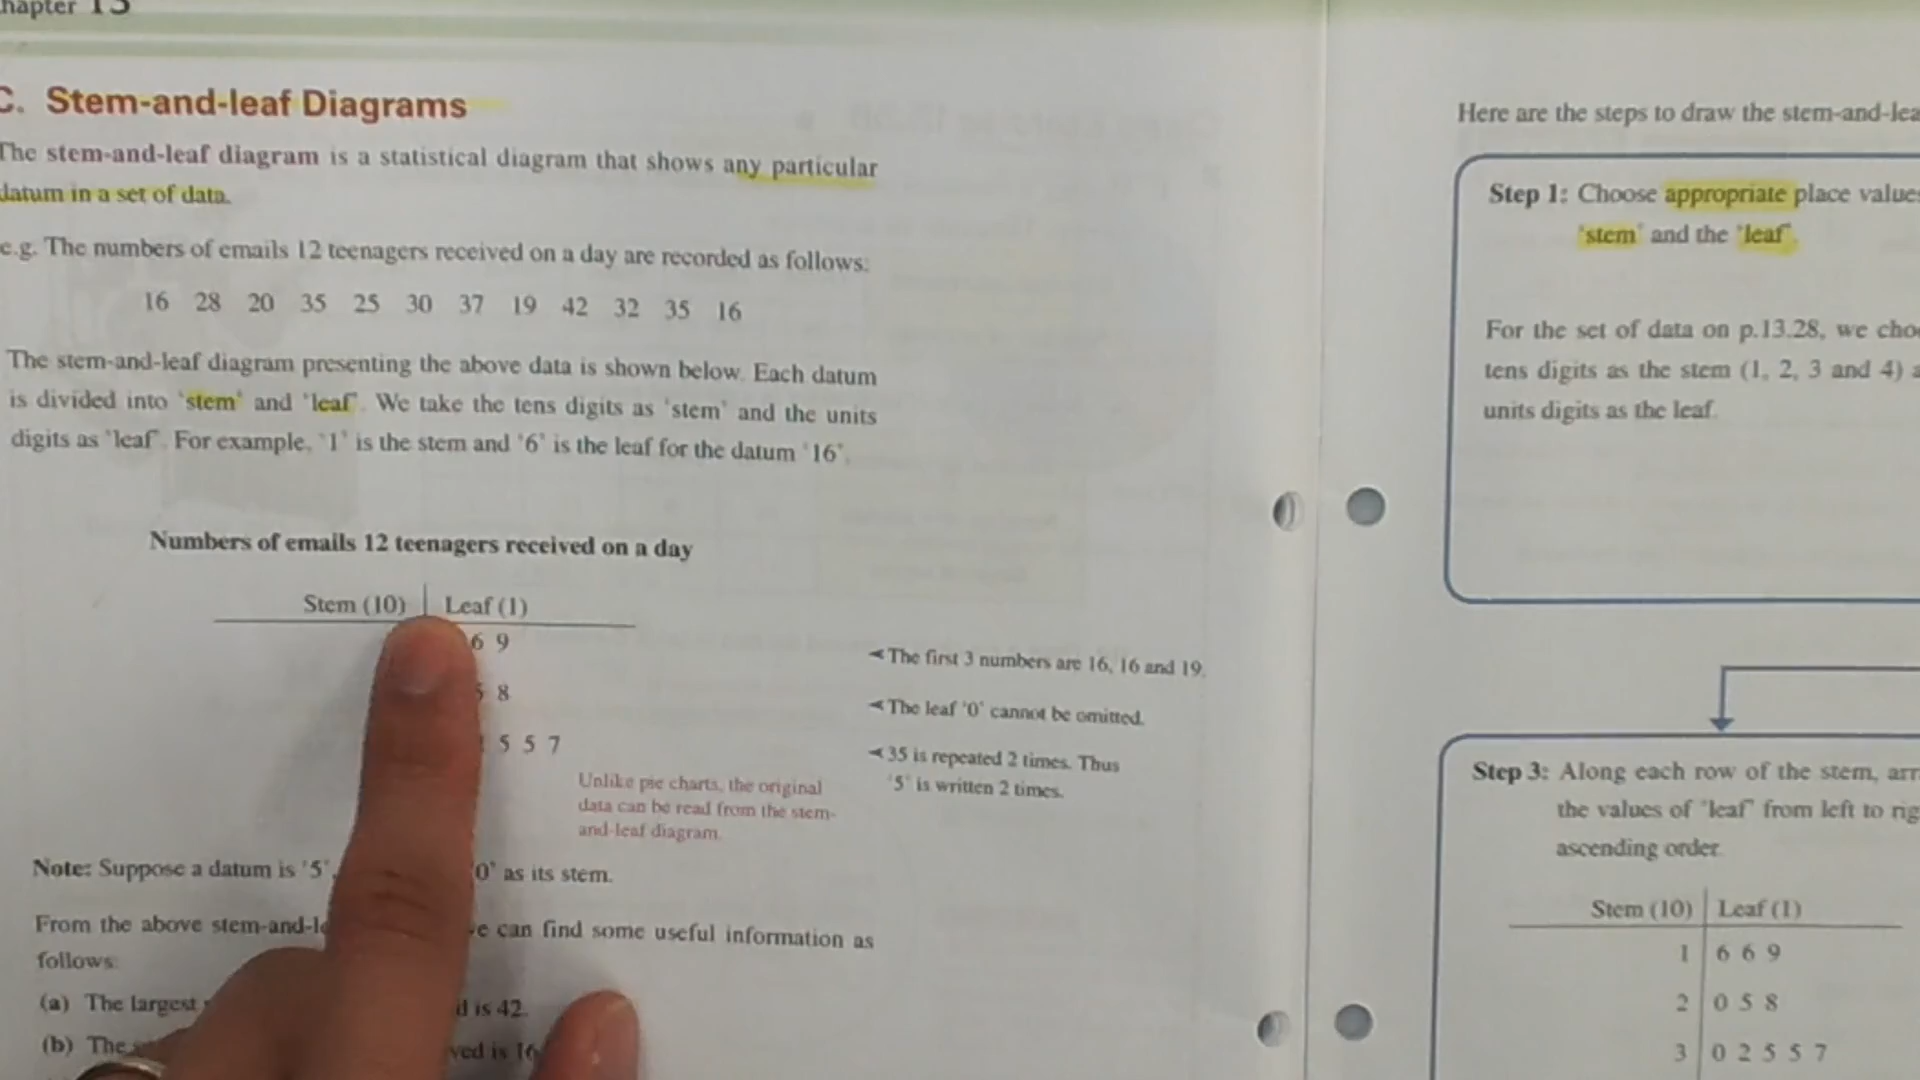 13
C. Stem-and-leaf Diagrams
The stem-and-leaf diagram is a statistical diagram that shows any particular
datum in a set of data.
e.g. The numbers of emails 12 teenagers received on a day are recorded as follows:
16 28 20 35 25 30 37 19 42 32 35 16
The stem-and-leaf diagram presenting the above data is shown below. Each datum
is divided into 'stem' and 'leaf'. We take the tens digits as 'stem' and the units
digits as 'leaf'. For example, '1' is the stem and '6' is the leaf for the datum '16'.
Numbers of emails 12 teenagers received on a day
Stem (10) Leaf (1)
6 9
8
5 5 7
◄The first 3 numbers are 16, 16 and 19.
◄The leaf '0' cannot be omitted.
◄35 is repeated 2 times. Thus
'5' is written 2 times.
Unlike pie charts, the original
data can be read from the stem-
and-leaf diagram.
Note: Suppose a datum is '5', '0' as its stem.
From the above can find some useful information as
follows:
(a) The largest is 42.
(b) The is 16
Here are the steps to draw the
Step 1: Choose appropriate place
'stem' and the 'leaf'.
For the set of data on p.13.28, we
tens digits as the stem (1, 2, 3 and 4)
units digits as the leaf.
Step 3: Along each row of the stem,
the values of 'leaf' from left to
ascending order.
Stem (10) Leaf (1)
1 6 6 9
2 0 5 8
3 0 2 5 5 7